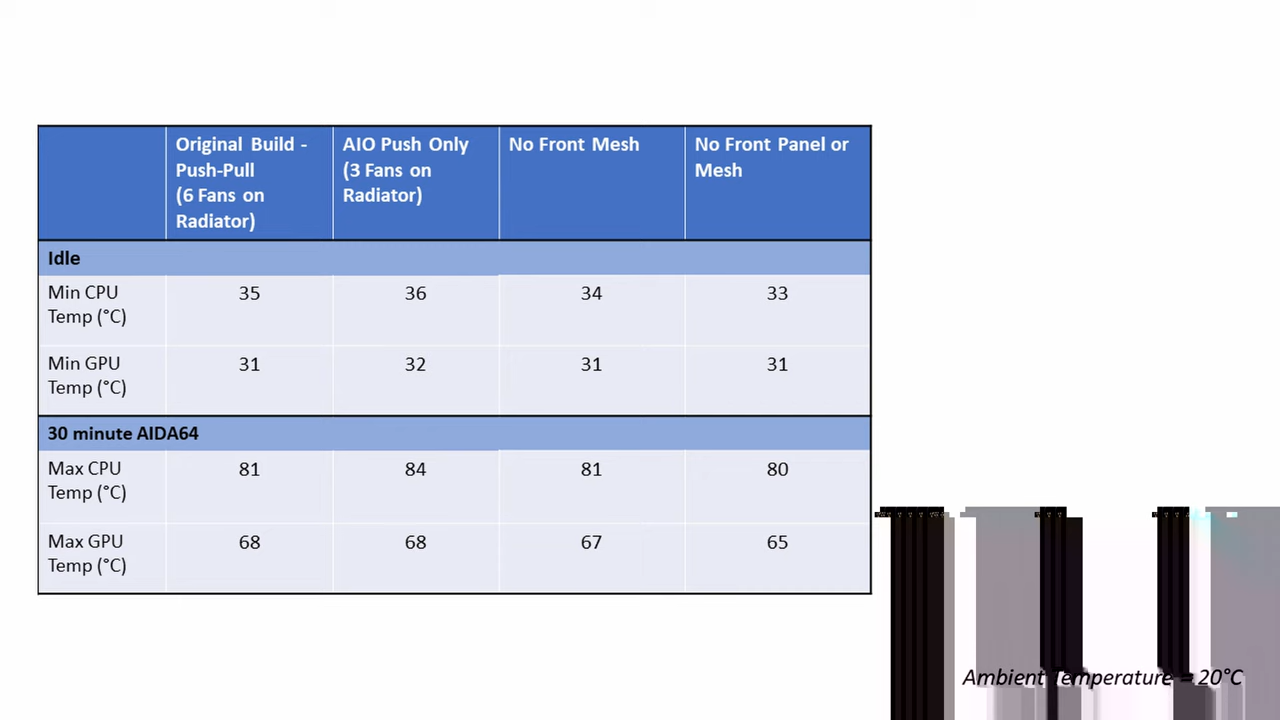 Original Build -
Push-Pull
(6 Fans on
Radiator)
AIO Push Only
(3 Fans on
Radiator)
No Front Mesh
No Front Panel or
Mesh
Idle
Min CPU
Temp (°C)
35
36
34
33
Min GPU
Temp (°C)
31
32
31
31
30 minute AIDA64
Max CPU
Temp (°C)
81
84
81
80
Max GPU
Temp (°C)
68
68
67
65
Ambient Temperature = 20°C